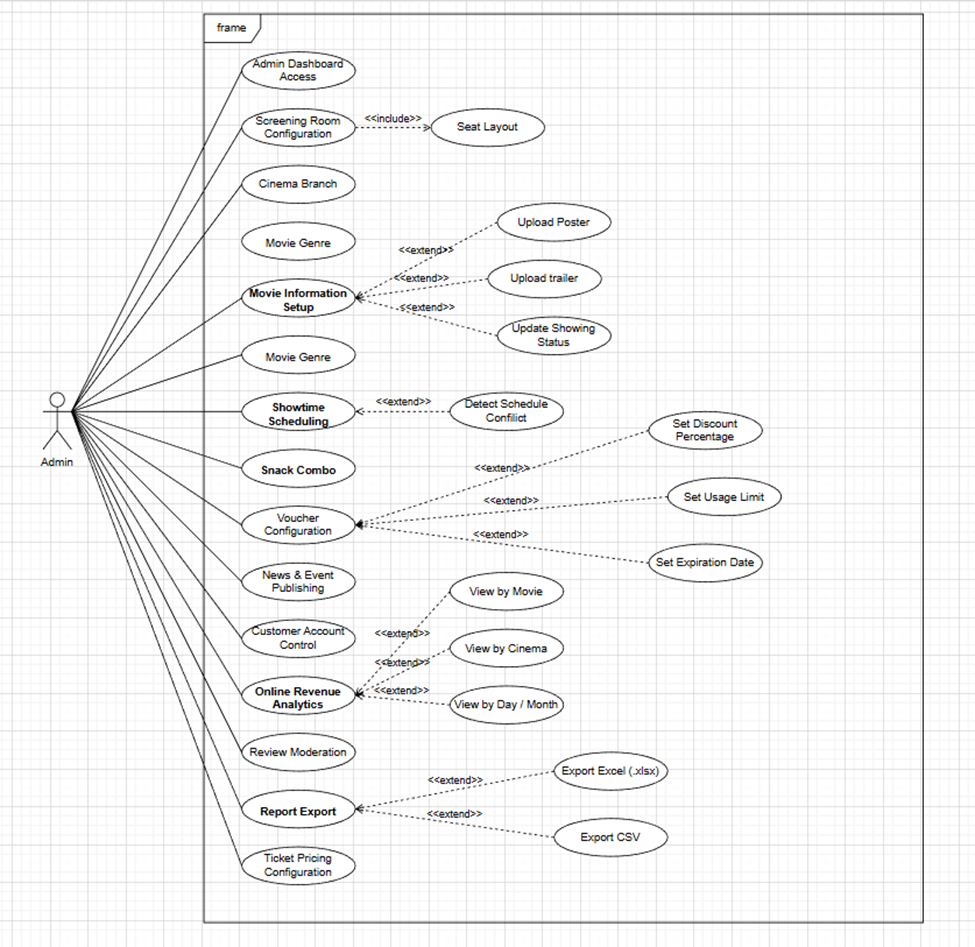 frame
Admin Dashboard
Access
Screening Room
Configuration
<<include>>
Seat Layout
Cinema Branch
Upload Poster
Movie Genre
<<extend>>
<<extend>>
Upload trailer
Movie Information
Setup
<<extend>>
Update Showing
Status
Movie Genre
Admin
Showtime
Scheduling
<<extend>>
Detect Schedule
Confilict
Set Discount
Percentage
Snack Combo
<<extend>>
Voucher
Configuration
<<extend>>
Set Usage Limit
<<extend>>
Set Expiration Date
News & Event
Publishing
View by Movie
Customer Account
Control
<<extend>>
View by Cinema
<<extend>>
Online Revenue
Analytics
<<extend>>
View by Day / Month
Review Moderation
Export Excel (.xlsx)
<<extend>>
Report Export
<<extend>>
Export CSV
Ticket Pricing
Configuration